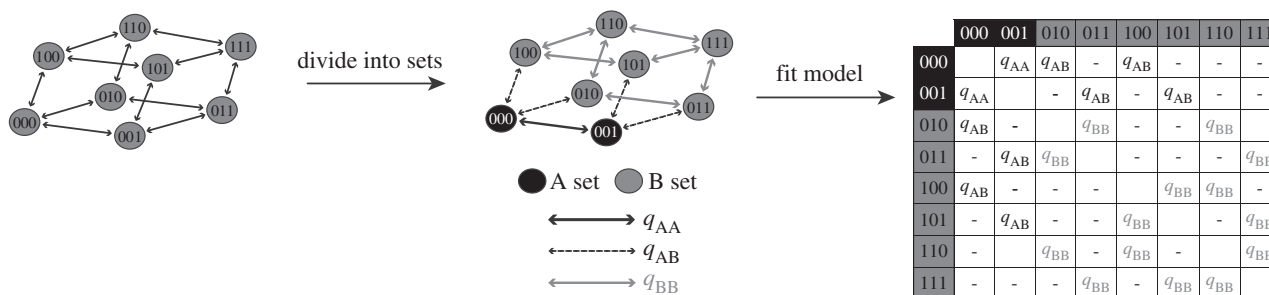 110
100
111
101
010
000
011
001
divide into sets
110
100
111
101
010
000
011
001
A set B set
q_AA
q_AB
q_BB
fit model
000 001 010 011 100 101 110 111
000 q_AA q_AB - q_AB - - -
001 q_AA - q_AB - q_AB - -
010 q_AB - q_BB - - q_BB
011 - q_AB q_BB - - - q_BB
100 q_AB - - - q_BB q_BB -
101 - q_AB - - q_BB - q_BB
110 - q_BB - q_BB - q_BB
111 - - - q_BB - q_BB q_BB